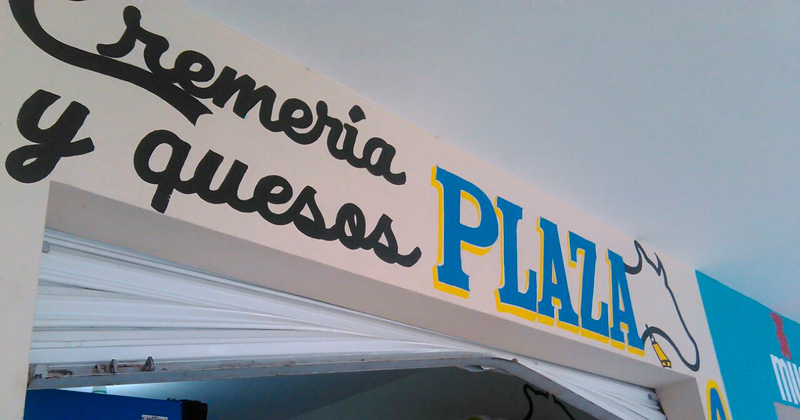 Cremeria
y quesos
PLAZA